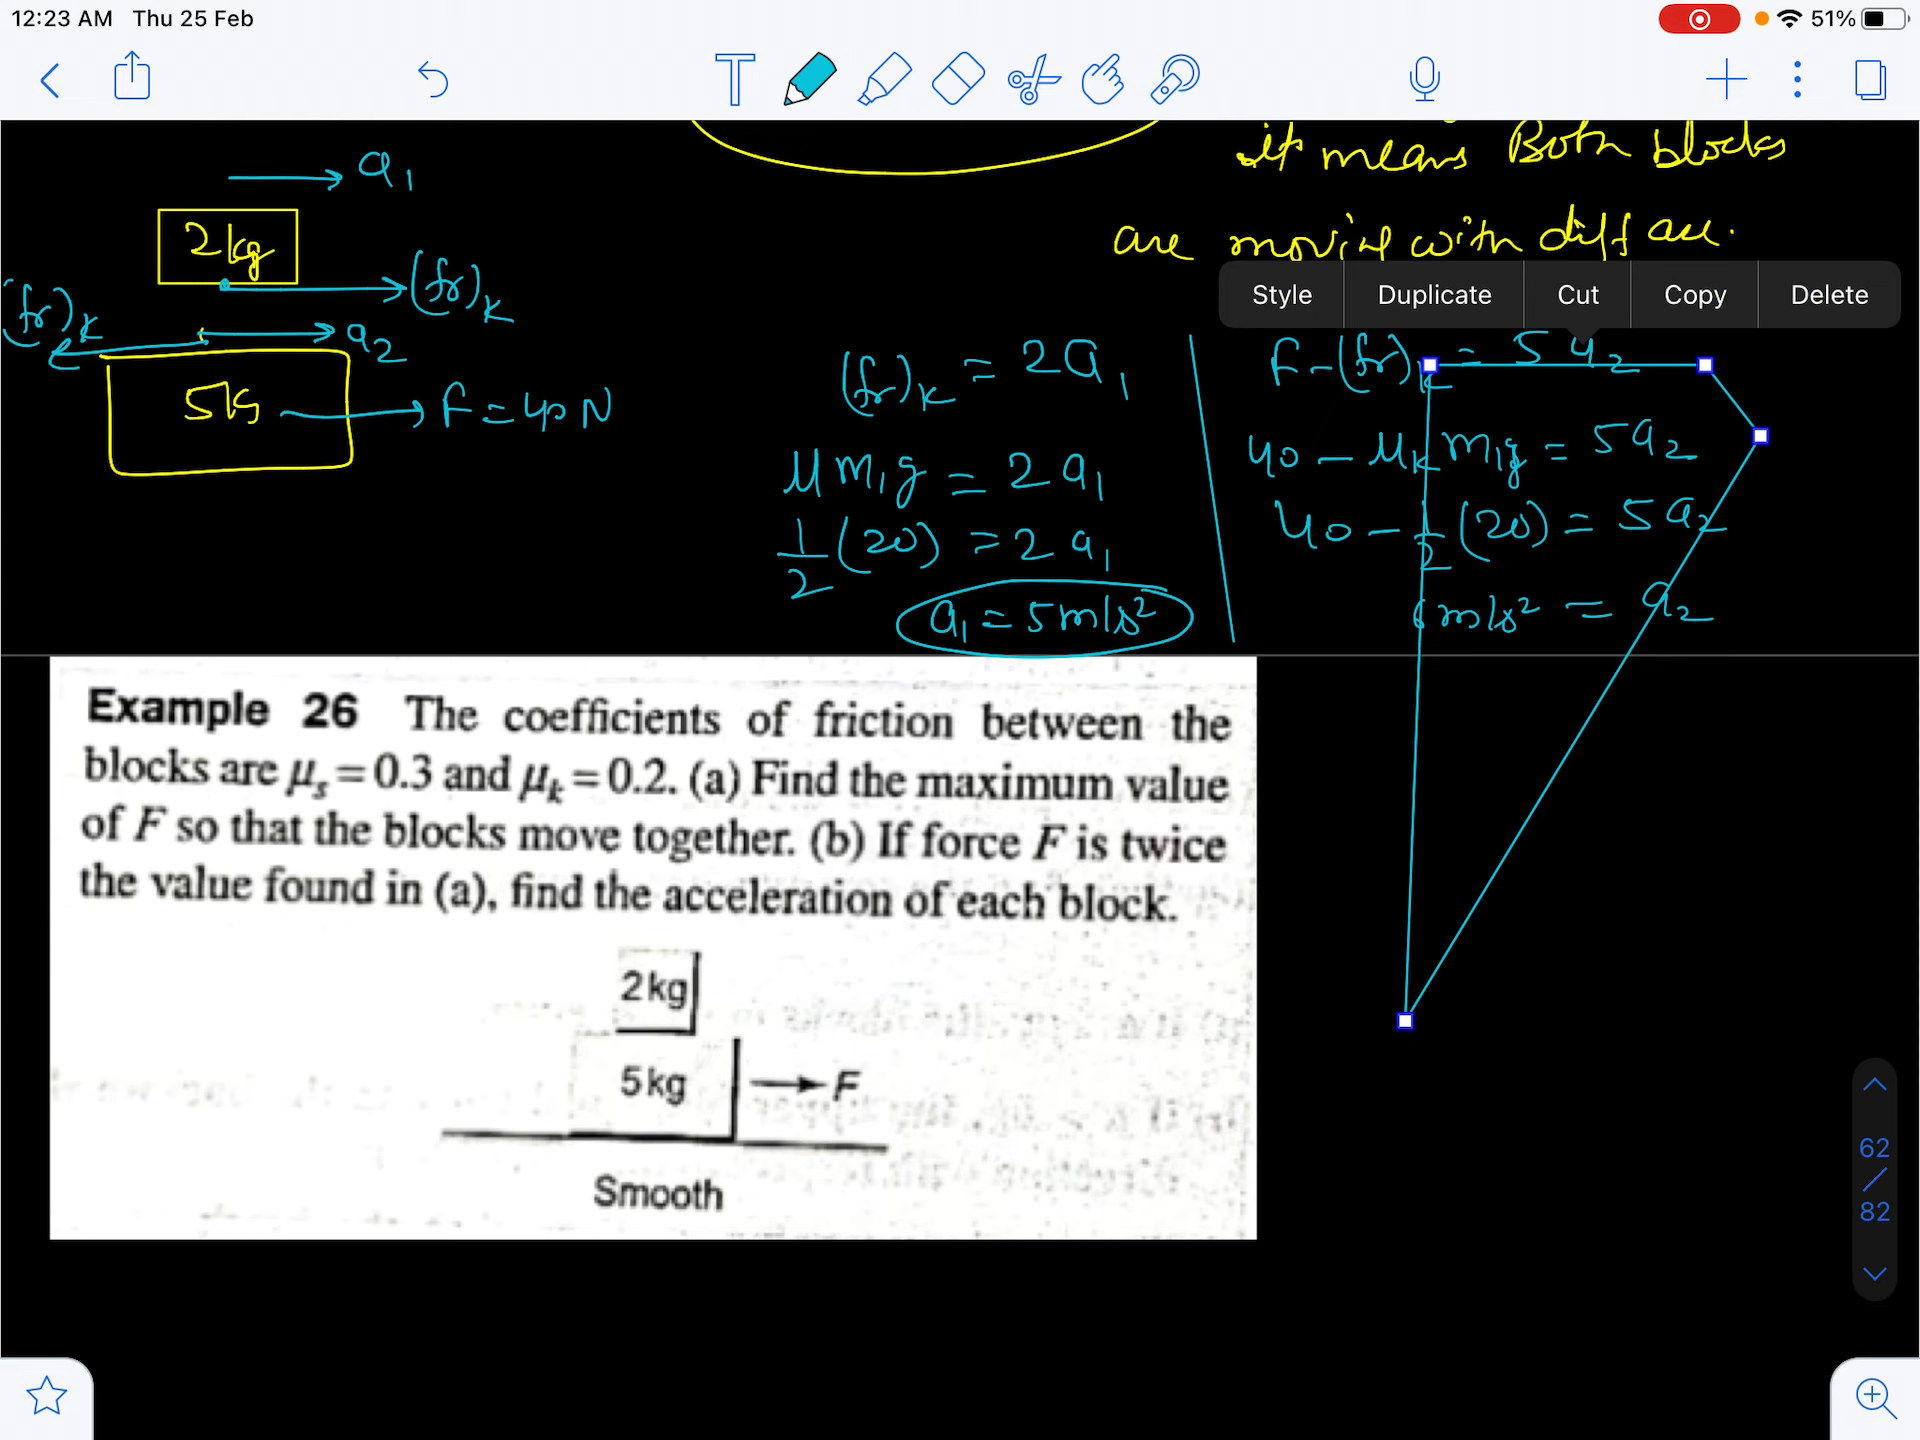 12:23 AM Thu 25 Feb
51%
it means Both blocks
are moving with diff acc.
Style Duplicate Cut Copy Delete
a₁
2kg
(fr)ₖ
(fr)ₖ
a₂
5kg
F = 40 N
(fr)ₖ = 2a₁
μ m₁g = 2a₁
1/2 (20) = 2a₁
a₁ = 5 m/s²
F - (fr)ₖ = 5a₂
40 - μₖ m₁g = 5a₂
40 - 1/2 (20) = 5a₂
6 m/s² = a₂
Example 26 The coefficients of friction between the
blocks are μₛ = 0.3 and μₖ = 0.2. (a) Find the maximum value
of F so that the blocks move together. (b) If force F is twice
the value found in (a), find the acceleration of each block.
2kg
5kg
F
Smooth
62
/
82